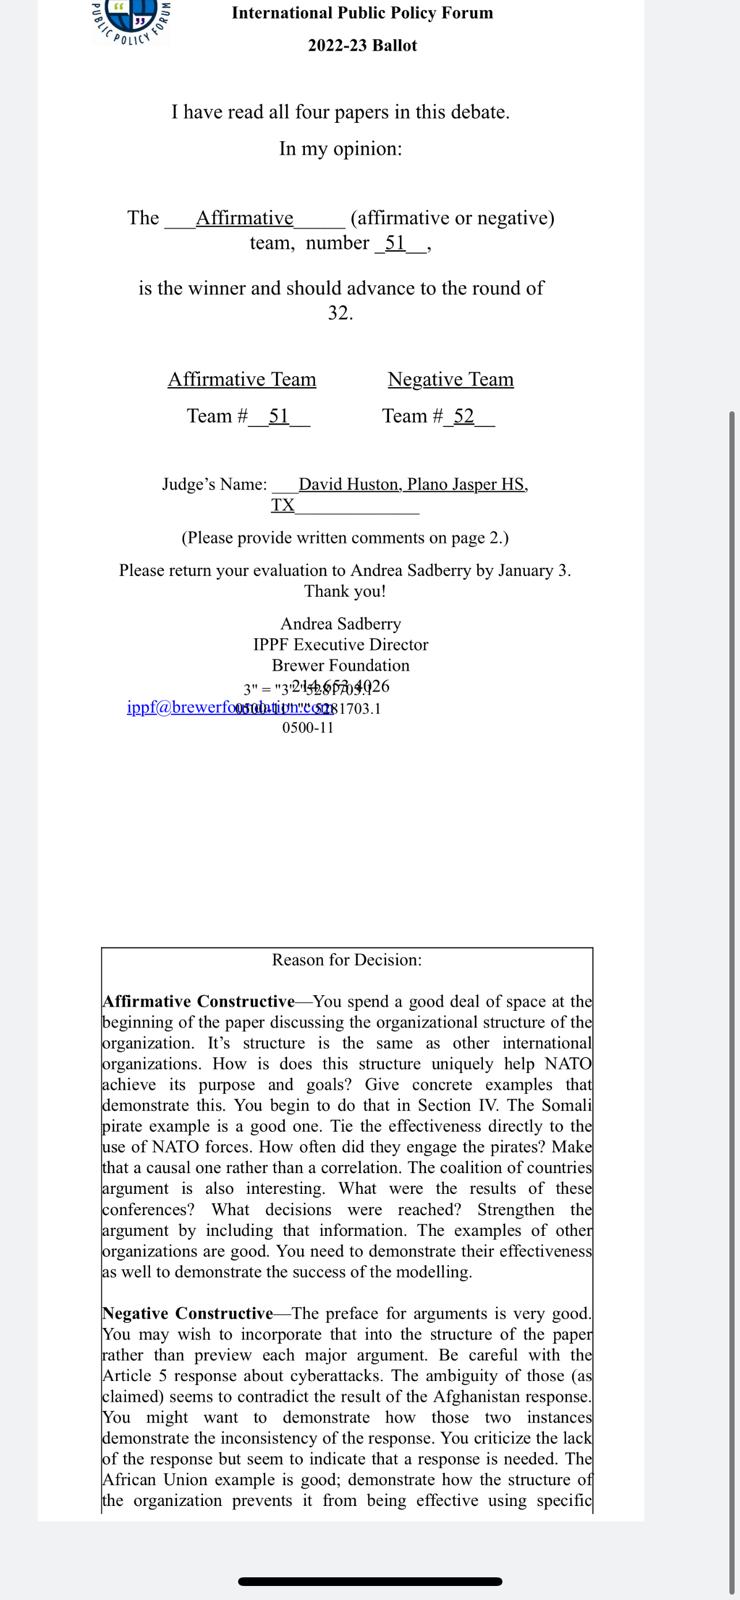 PUBLIC POLICY FORUM
International Public Policy Forum
2022-23 Ballot
I have read all four papers in this debate.
In my opinion:
The ___Affirmative_____ (affirmative or negative)
team, number _51__,
is the winner and should advance to the round of
32.
Affirmative Team Negative Team
Team #__51__ Team #_52__
Judge’s Name: ___David Huston, Plano Jasper HS,
TX______________
(Please provide written comments on page 2.)
Please return your evaluation to Andrea Sadberry by January 3.
Thank you!
Andrea Sadberry
IPPF Executive Director
Brewer Foundation
3" = "3" 214.653.4026
ippf@brewerfoundation.com 5281703.1
0500-11
Reason for Decision:
Affirmative Constructive—You spend a good deal of space at the
beginning of the paper discussing the organizational structure of the
organization. It’s structure is the same as other international
organizations. How is does this structure uniquely help NATO
achieve its purpose and goals? Give concrete examples that
demonstrate this. You begin to do that in Section IV. The Somali
pirate example is a good one. Tie the effectiveness directly to the
use of NATO forces. How often did they engage the pirates? Make
that a causal one rather than a correlation. The coalition of countries
argument is also interesting. What were the results of these
conferences? What decisions were reached? Strengthen the
argument by including that information. The examples of other
organizations are good. You need to demonstrate their effectiveness
as well to demonstrate the success of the modelling.
Negative Constructive—The preface for arguments is very good.
You may wish to incorporate that into the structure of the paper
rather than preview each major argument. Be careful with the
Article 5 response about cyberattacks. The ambiguity of those (as
claimed) seems to contradict the result of the Afghanistan response.
You might want to demonstrate how those two instances
demonstrate the inconsistency of the response. You criticize the lack
of the response but seem to indicate that a response is needed. The
African Union example is good; demonstrate how the structure of
the organization prevents it from being effective using specific